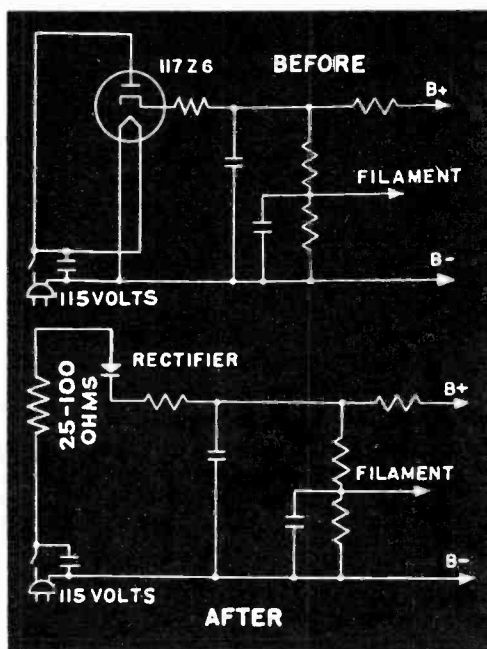 117Z6
BEFORE
B+
FILAMENT
B-
115 VOLTS
RECTIFIER
25-100
OHMS
B+
FILAMENT
B-
115 VOLTS
AFTER